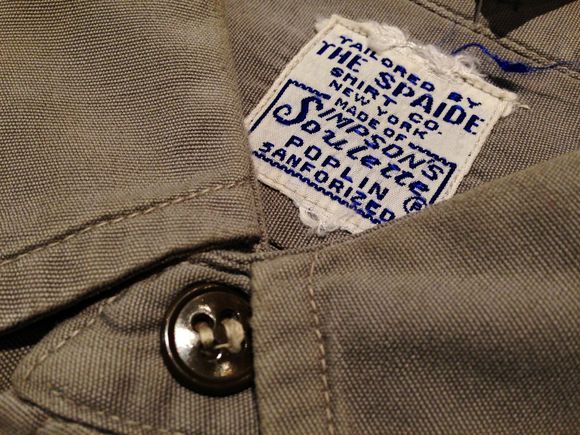 TAILORED BY
THE SPAIDE
SHIRT CO.
NEW YORK
MADE OF
SIMPSON'S
Soulette
POPLIN
SANFORIZED ®